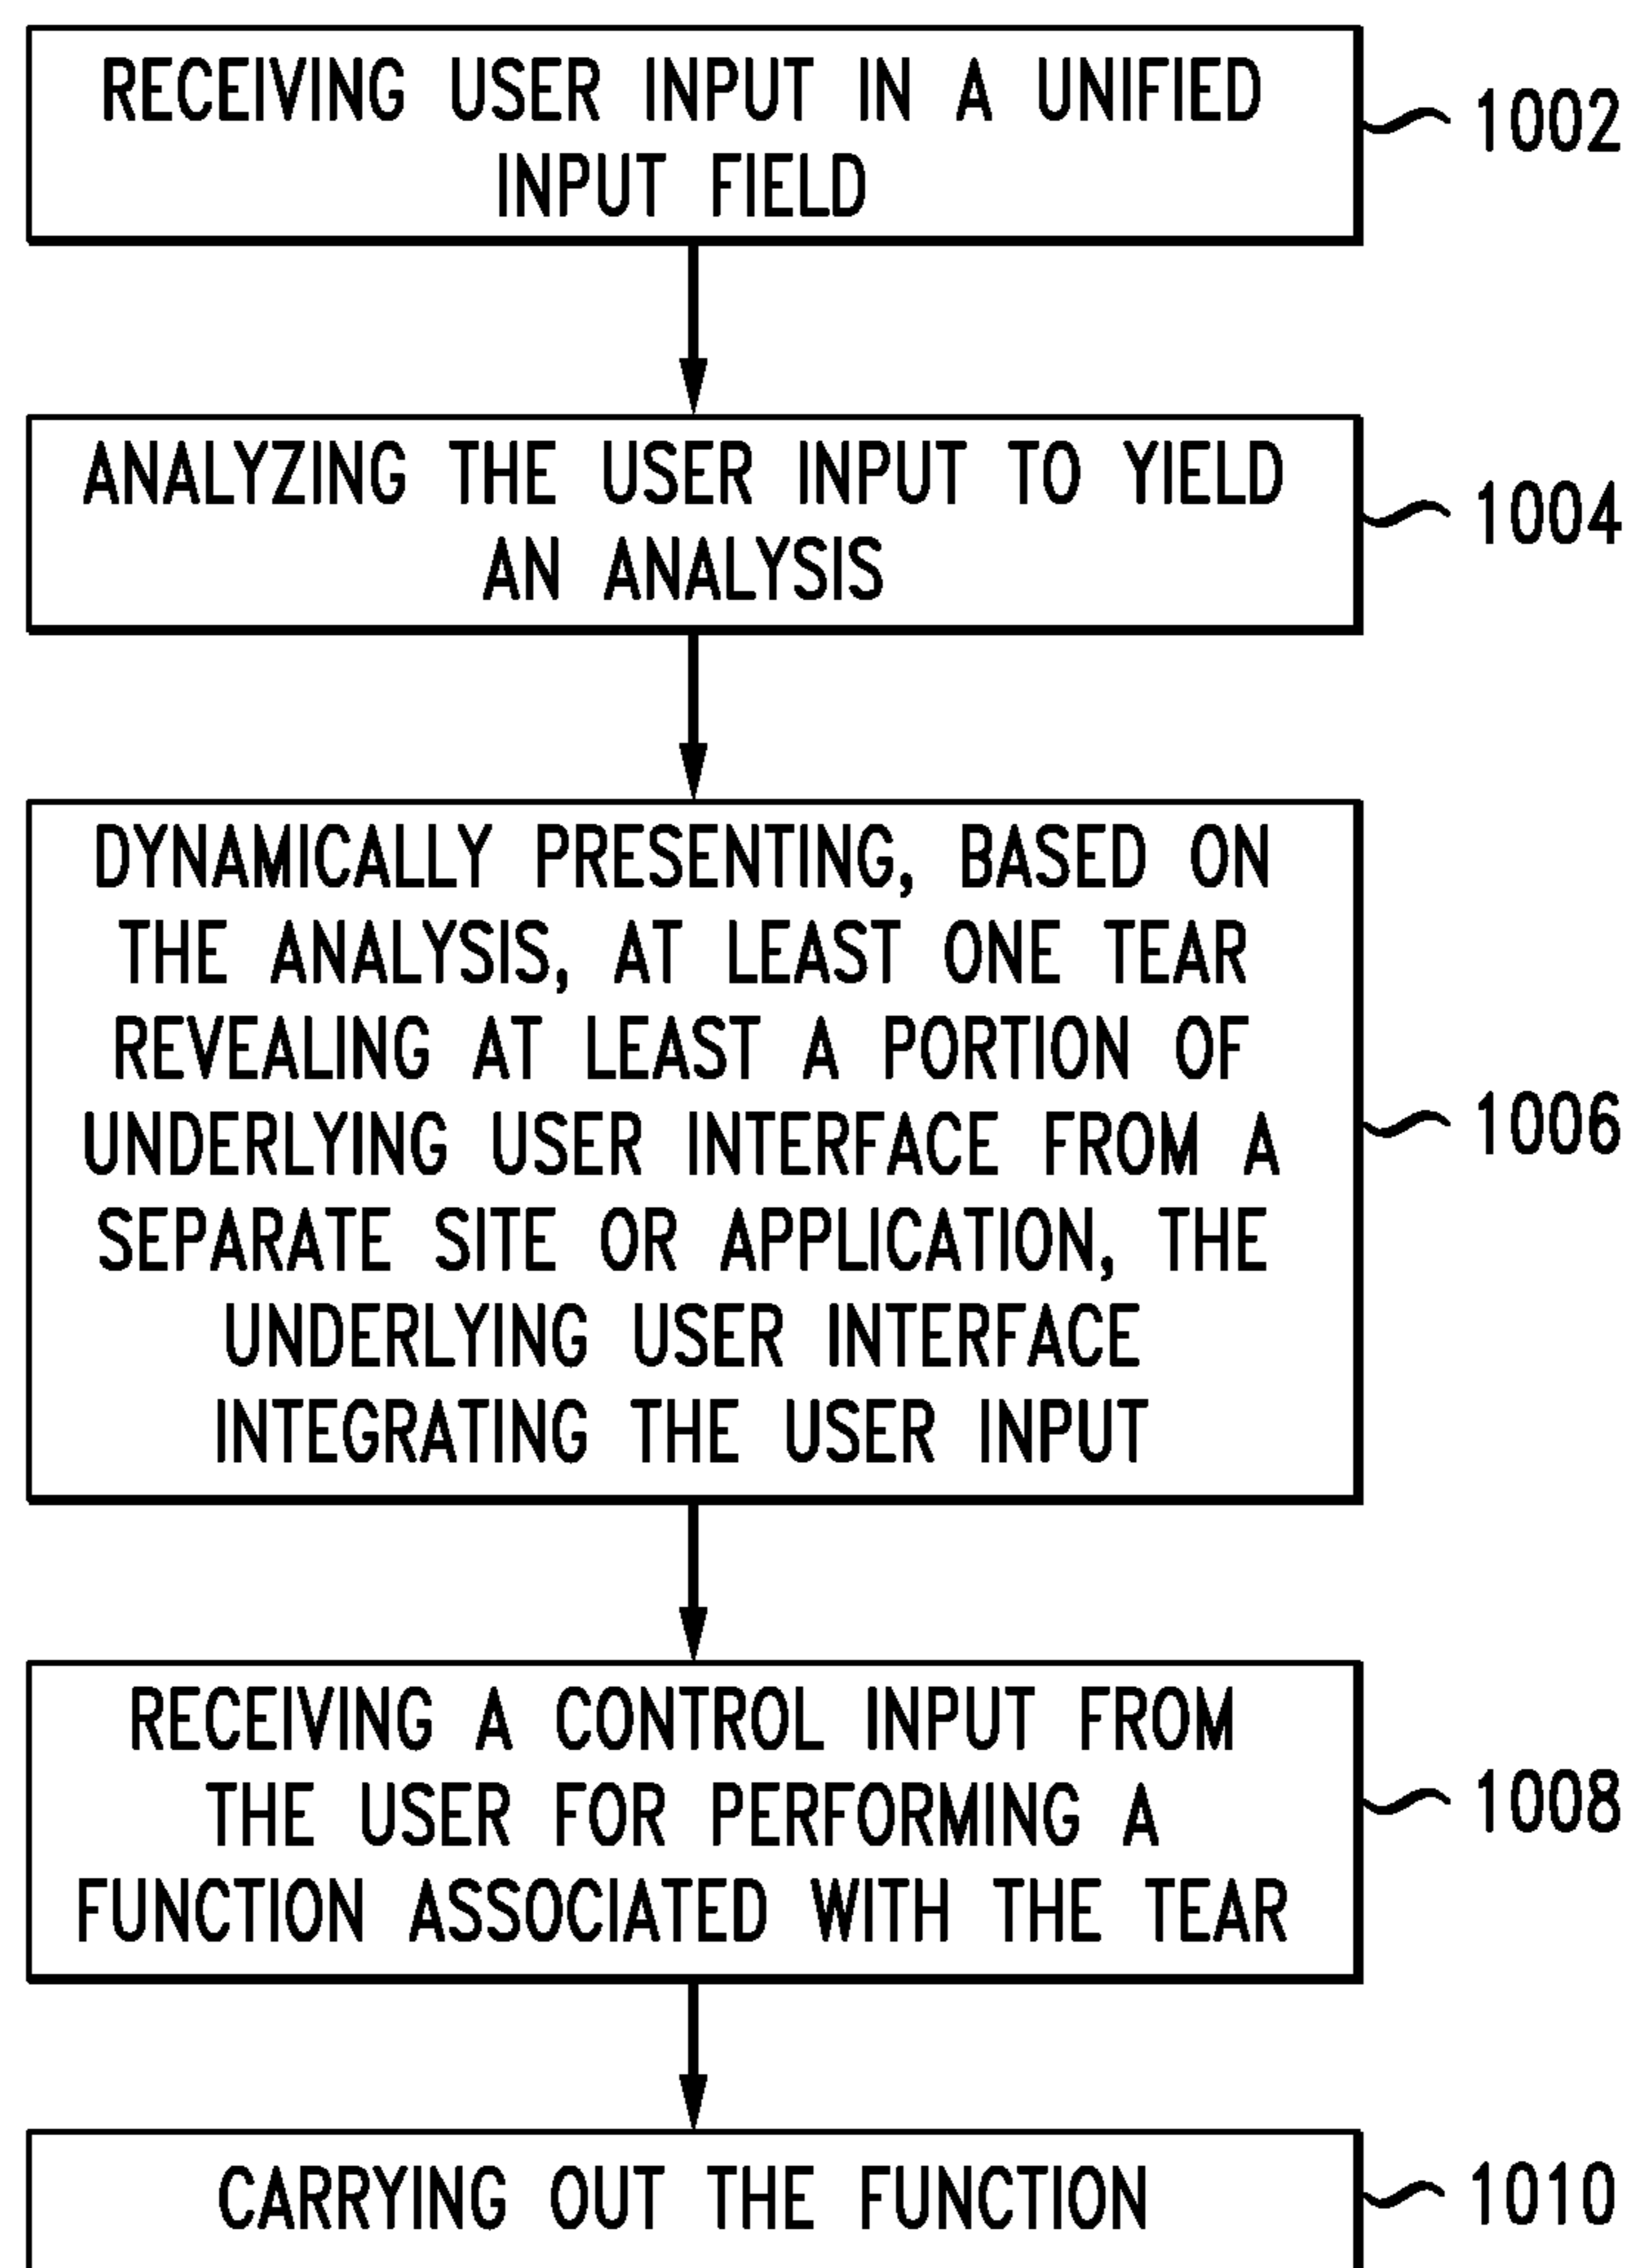 RECEIVING USER INPUT IN A UNIFIED
INPUT FIELD
1002
ANALYZING THE USER INPUT TO YIELD
AN ANALYSIS
1004
DYNAMICALLY PRESENTING, BASED ON
THE ANALYSIS, AT LEAST ONE TEAR
REVEALING AT LEAST A PORTION OF
UNDERLYING USER INTERFACE FROM A
SEPARATE SITE OR APPLICATION, THE
UNDERLYING USER INTERFACE
INTEGRATING THE USER INPUT
1006
RECEIVING A CONTROL INPUT FROM
THE USER FOR PERFORMING A
FUNCTION ASSOCIATED WITH THE TEAR
1008
CARRYING OUT THE FUNCTION
1010